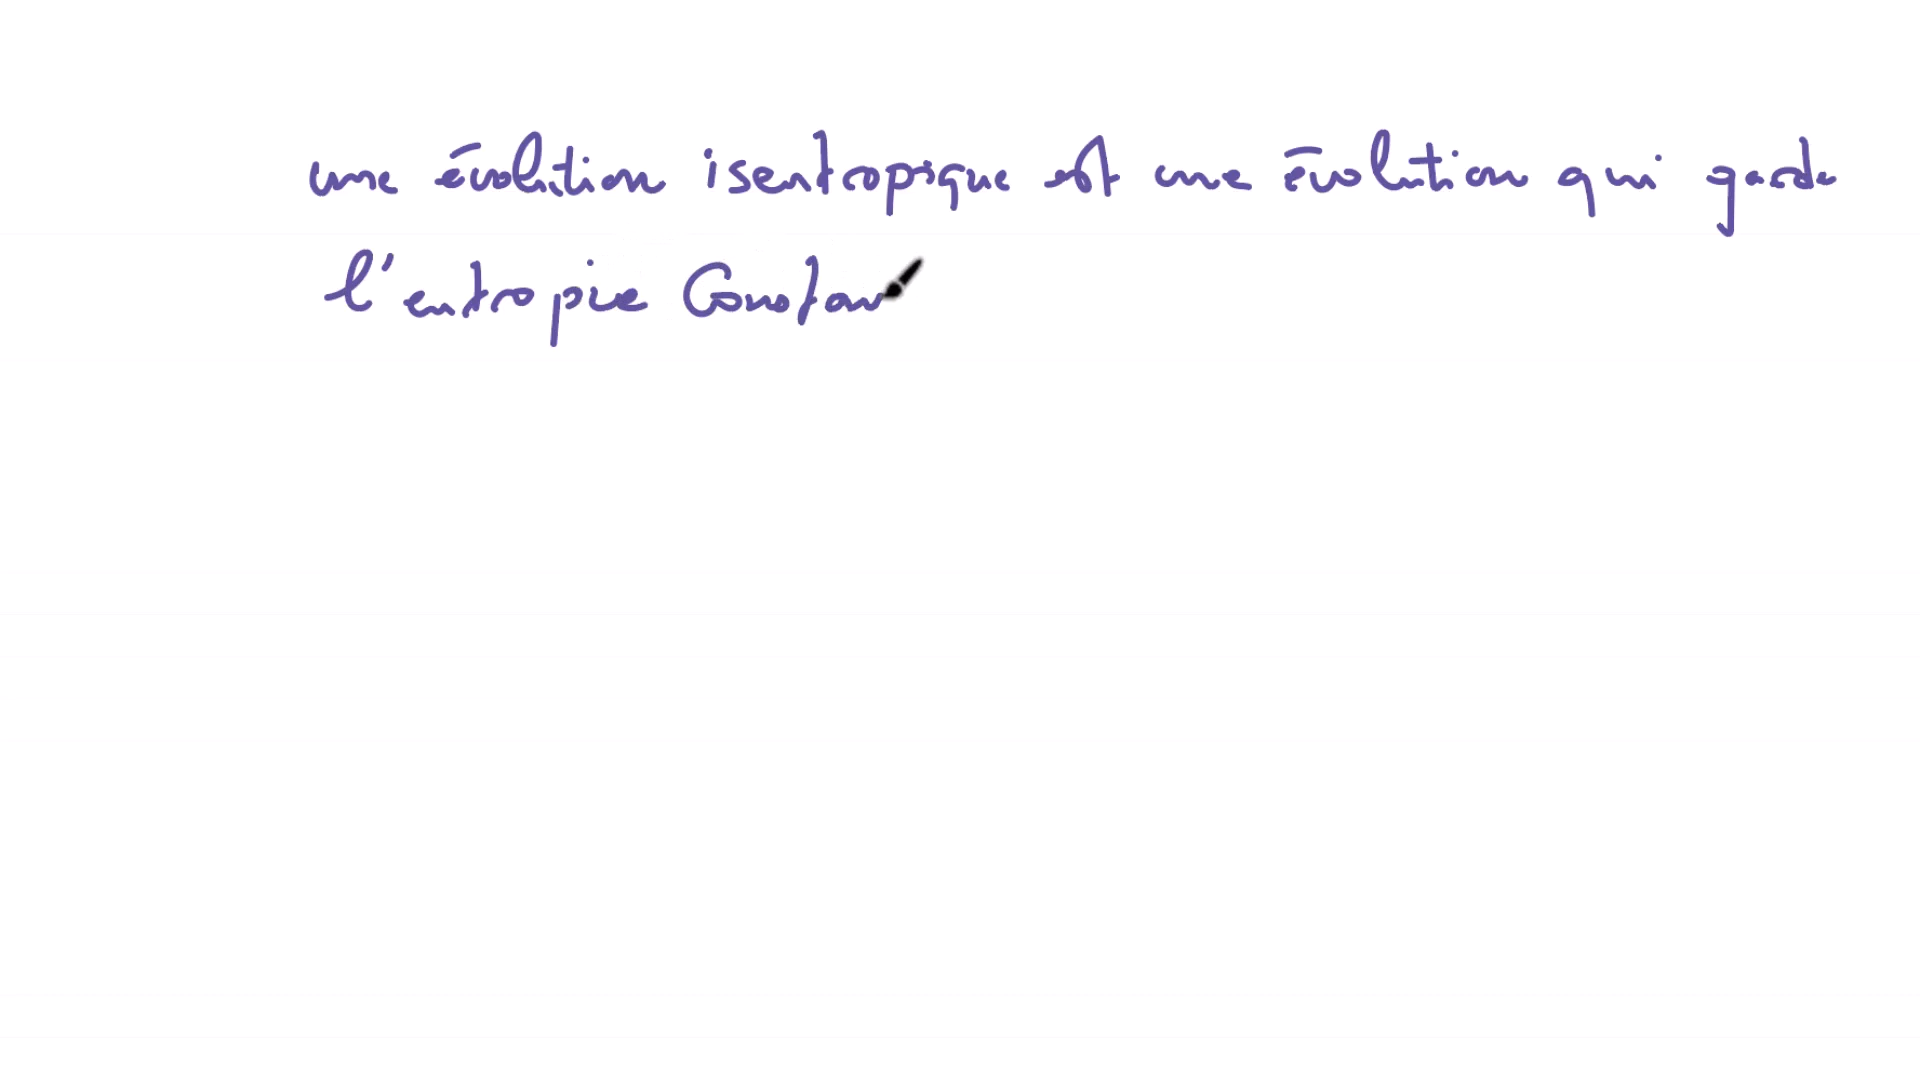 une évolution isentropique est une évolution qui garde
l'entropie Constan